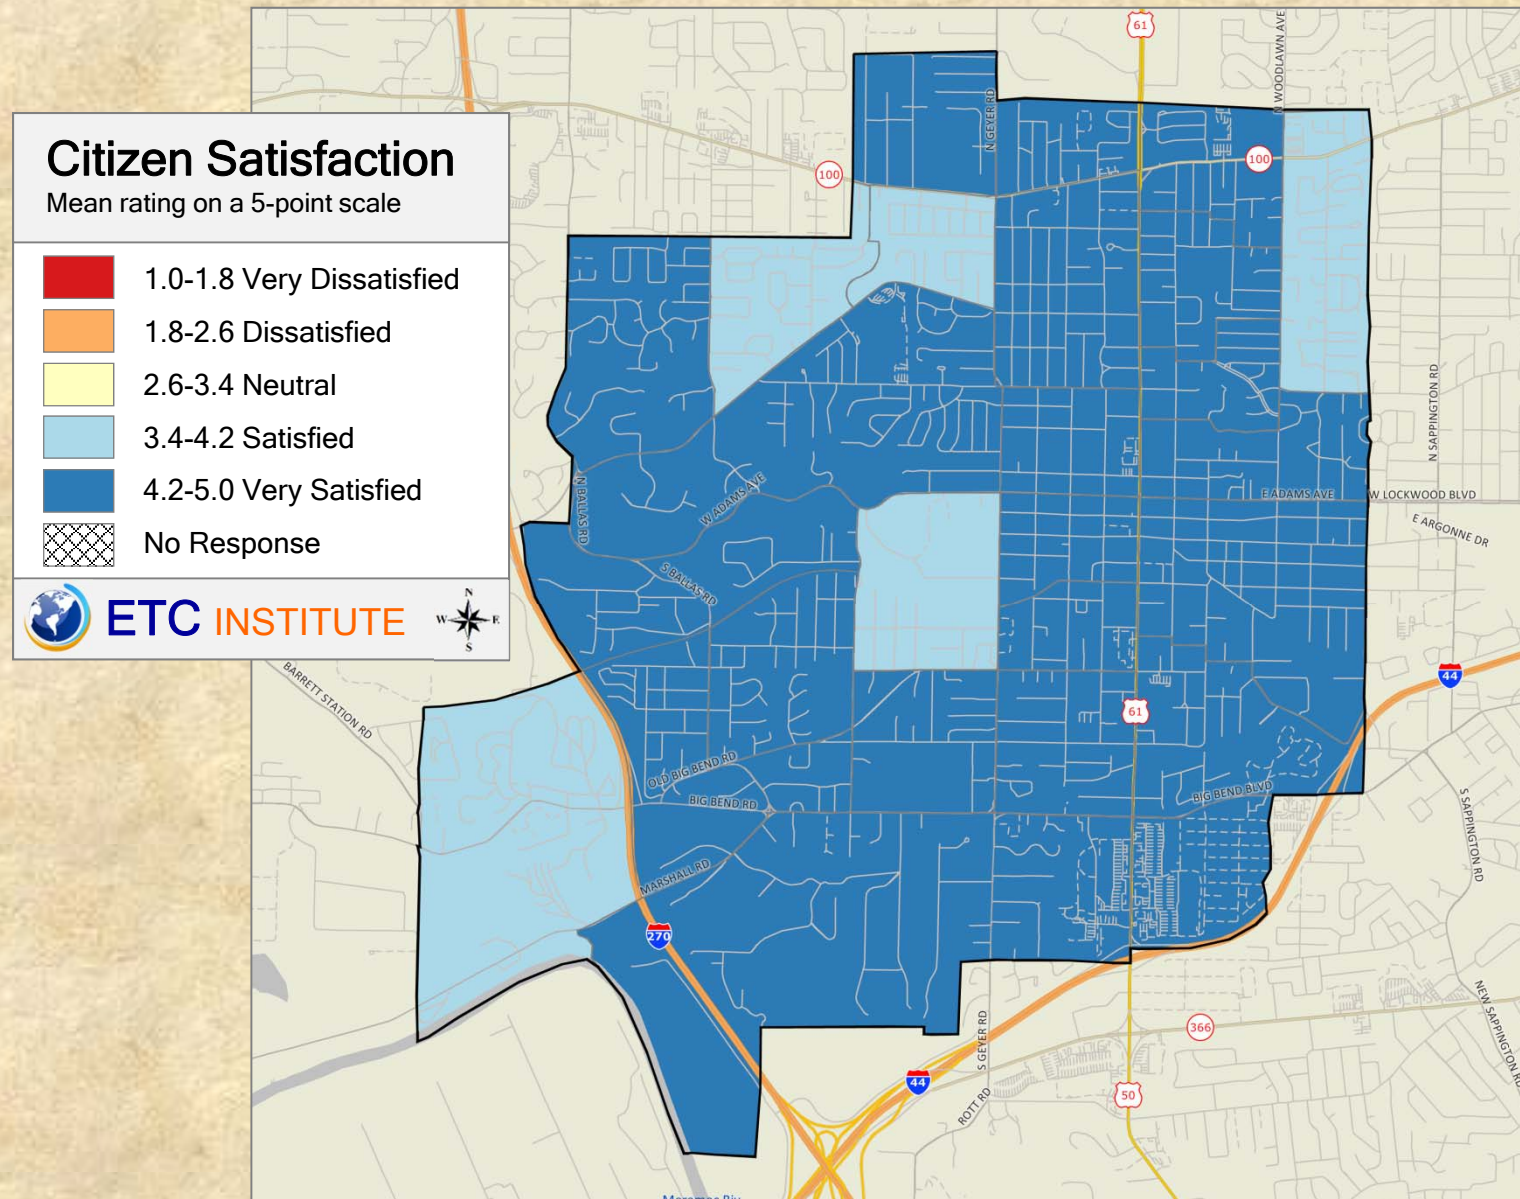 Citizen Satisfaction
Mean rating on a 5-point scale
1.0-1.8 Very Dissatisfied
1.8-2.6 Dissatisfied
2.6-3.4 Neutral
3.4-4.2 Satisfied
4.2-5.0 Very Satisfied
No Response
ETC INSTITUTE
N
W E
S
61
N WOODLAWN AVE
N GEYER RD
100
100
N SAPPINGTON RD
N BALLAS RD
W ADAMS AVE
E ADAMS AVE
W LOCKWOOD BLVD
E ARGONNE DR
S BALLAS RD
BARRETT STATION RD
44
61
OLD BIG BEND RD
BIG BEND RD
BIG BEND BLVD
S SAPPINGTON RD
MARSHALL RD
270
S GEYER RD
NEW SAPPINGTON RD
366
44
50
ROTT RD